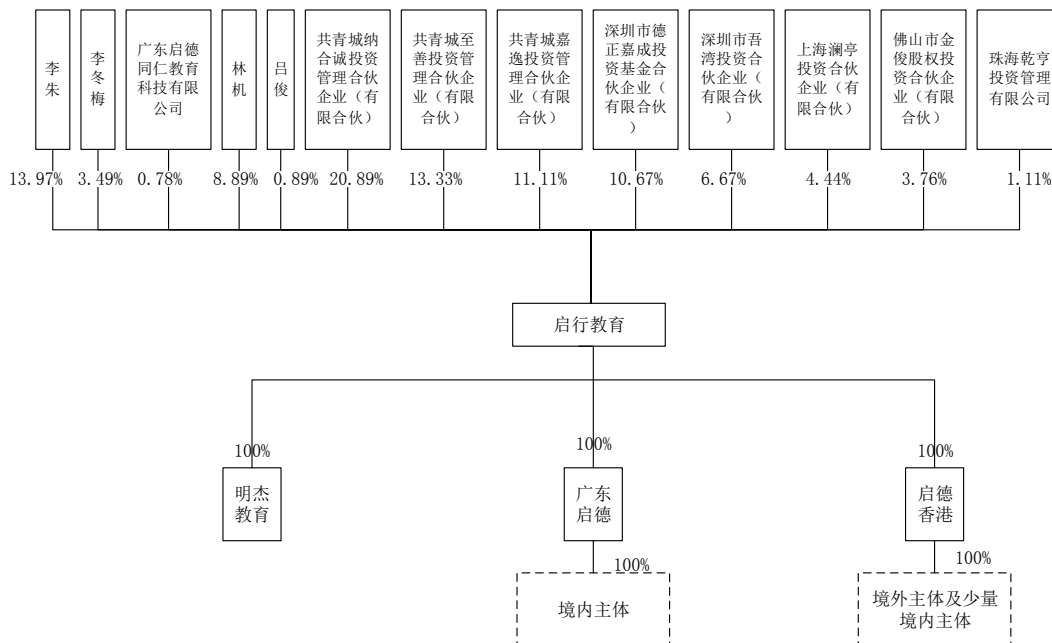 李
朱
李
冬
梅
广东启德
同仁教育
科技有限
公司
林
机
吕
俊
共青城纳
合诚投资
管理合伙
企业（有
限合伙）
共青城至
善投资管
理合伙企
业（有限
合伙）
共青城嘉
逸投资管
理合伙企
业（有限
合伙）
深圳市德
正嘉成投
资基金合
伙企业（
有限合伙
）
深圳市吾
湾投资合
伙企业（
有限合伙
）
上海澜亭
投资合伙
企业（有
限合伙）
佛山市金
俊股权投
资合伙企
业（有限
合伙）
珠海乾亨
投资管理
有限公司
13.97%
3.49%
0.78%
8.89%
0.89%
20.89%
13.33%
11.11%
10.67%
6.67%
4.44%
3.76%
1.11%
启行教育
100%
100%
100%
明杰
教育
广东
启德
启德
香港
100%
100%
境内主体
境外主体及少量
境内主体